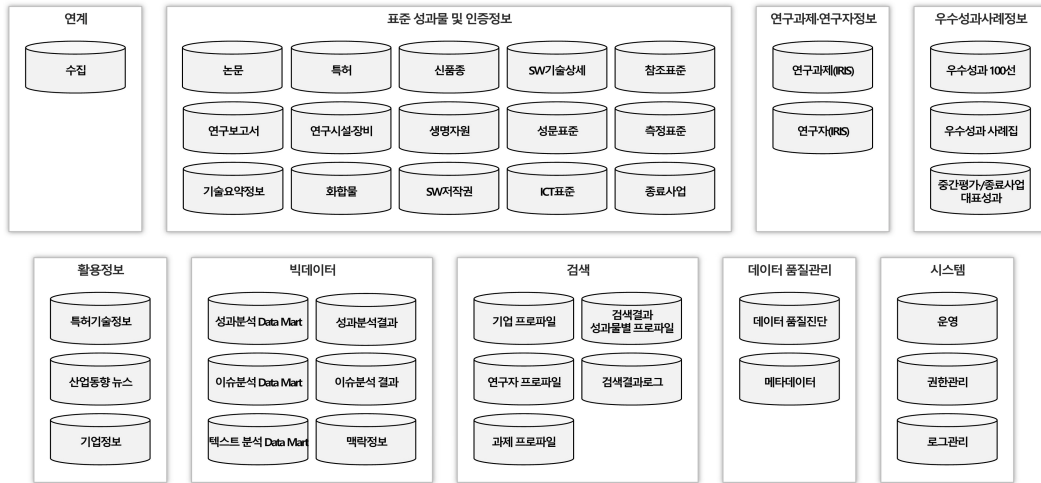 연계
수집
표준 성과물 및 인증정보
논문
특허
신품종
SW기술상세
참조표준
연구보고서
연구시설·장비
생명자원
성문표준
측정표준
기술요약정보
화합물
SW저작권
ICT표준
종료사업
연구과제·연구자정보
연구과제(IRIS)
연구자(IRIS)
우수성과사례정보
우수성과 100선
우수성과 사례집
중간평가/종료사업
대표성과
활용정보
특허기술정보
산업동향 뉴스
기업정보
빅데이터
성과분석 Data Mart
성과분석결과
이슈분석 Data Mart
이슈분석 결과
텍스트 분석 Data Mart
맥락정보
검색
기업 프로파일
검색결과
성과물별 프로파일
연구자 프로파일
검색결과로그
과제 프로파일
데이터 품질관리
데이터 품질진단
메타데이터
시스템
운영
권한관리
로그관리